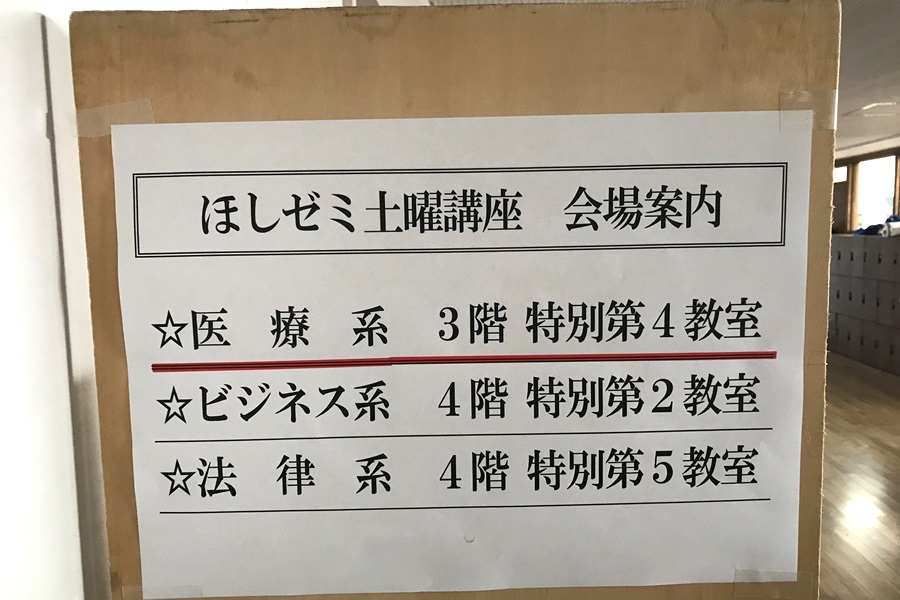 ほしゼミ土曜講座　会場案内
☆医　療　系　３階 特別第４教室
☆ビジネス系　４階 特別第２教室
☆法　律　系　４階 特別第５教室